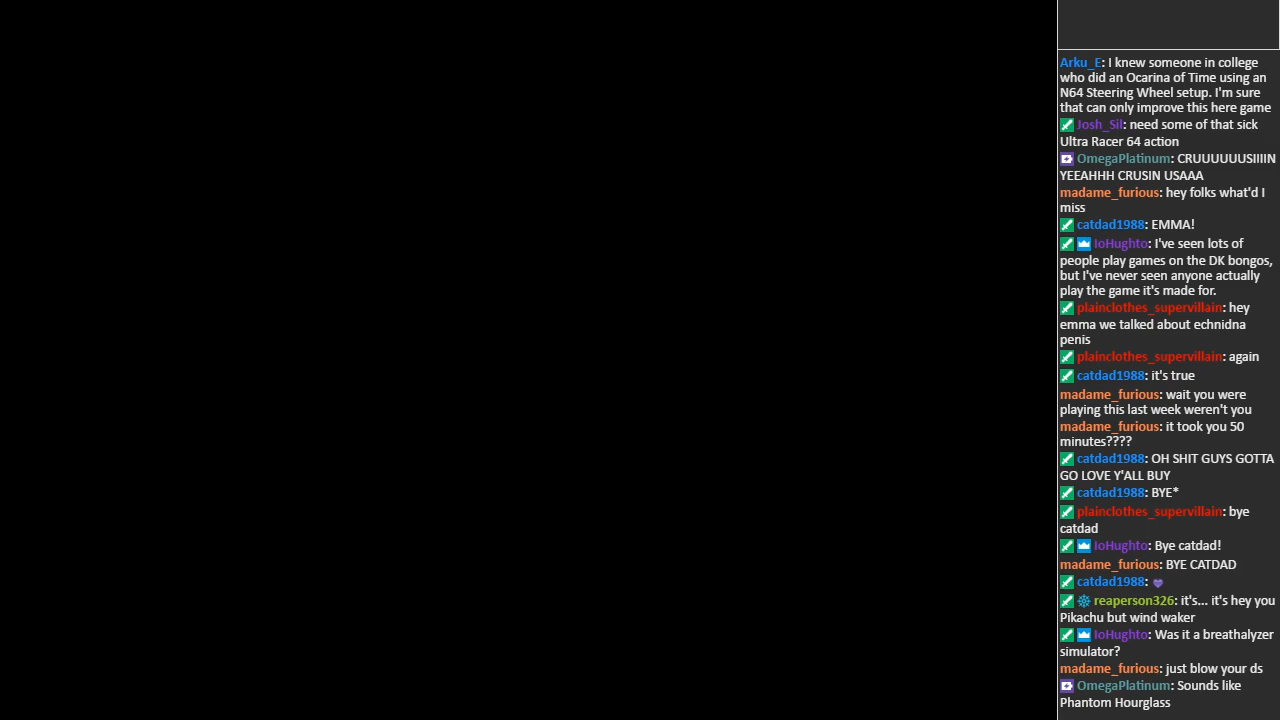 Arku_E: I knew someone in college
who did an Ocarina of Time using an
N64 Steering Wheel setup. I'm sure
that can only improve this here game
Josh_Sil: need some of that sick
Ultra Racer 64 action
OmegaPlatinum: CRUUUUUUSIIIIN
YEEAHHH CRUSIN USAAA
madame_furious: hey folks what'd I
miss
catdad1988: EMMA!
IoHughto: I've seen lots of
people play games on the DK bongos,
but I've never seen anyone actually
play the game it's made for.
plainclothes_supervillain: hey
emma we talked about echnidna
penis
plainclothes_supervillain: again
catdad1988: it's true
madame_furious: wait you were
playing this last week weren't you
madame_furious: it took you 50
minutes????
catdad1988: OH SHIT GUYS GOTTA
GO LOVE Y'ALL BUY
catdad1988: BYE*
plainclothes_supervillain: bye
catdad
IoHughto: Bye catdad!
madame_furious: BYE CATDAD
catdad1988:
reaperson326: it's... it's hey you
Pikachu but wind waker
IoHughto: Was it a breathalyzer
simulator?
madame_furious: just blow your ds
OmegaPlatinum: Sounds like
Phantom Hourglass